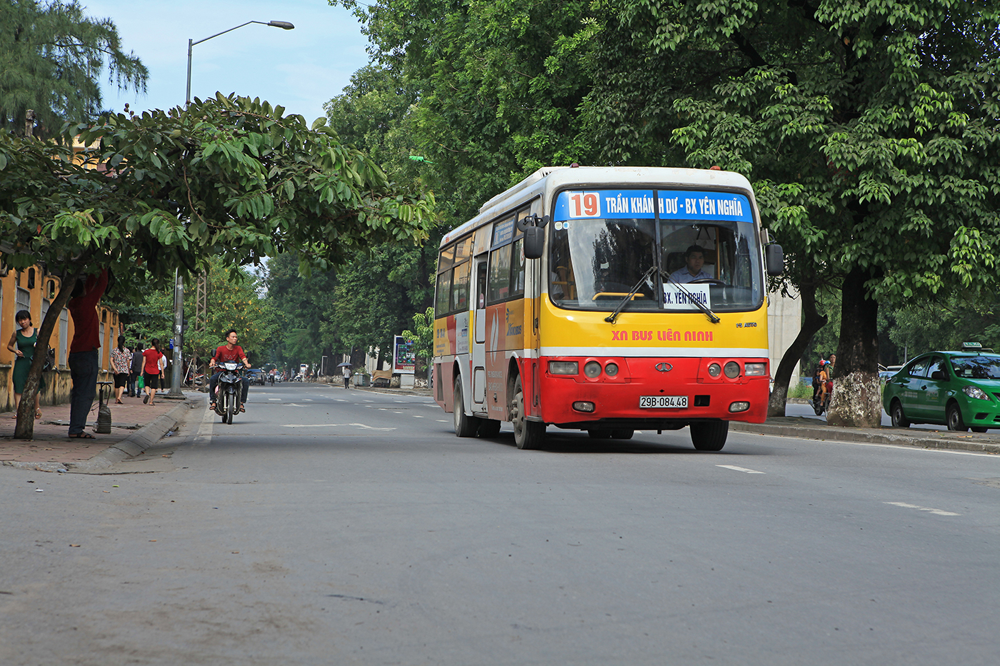 19 TRẦN KHÁNH DƯ - BX YÊN NGHĨA
BX. YÊN NGHĨA
XN BUS LIÊN NINH
29B-084.48